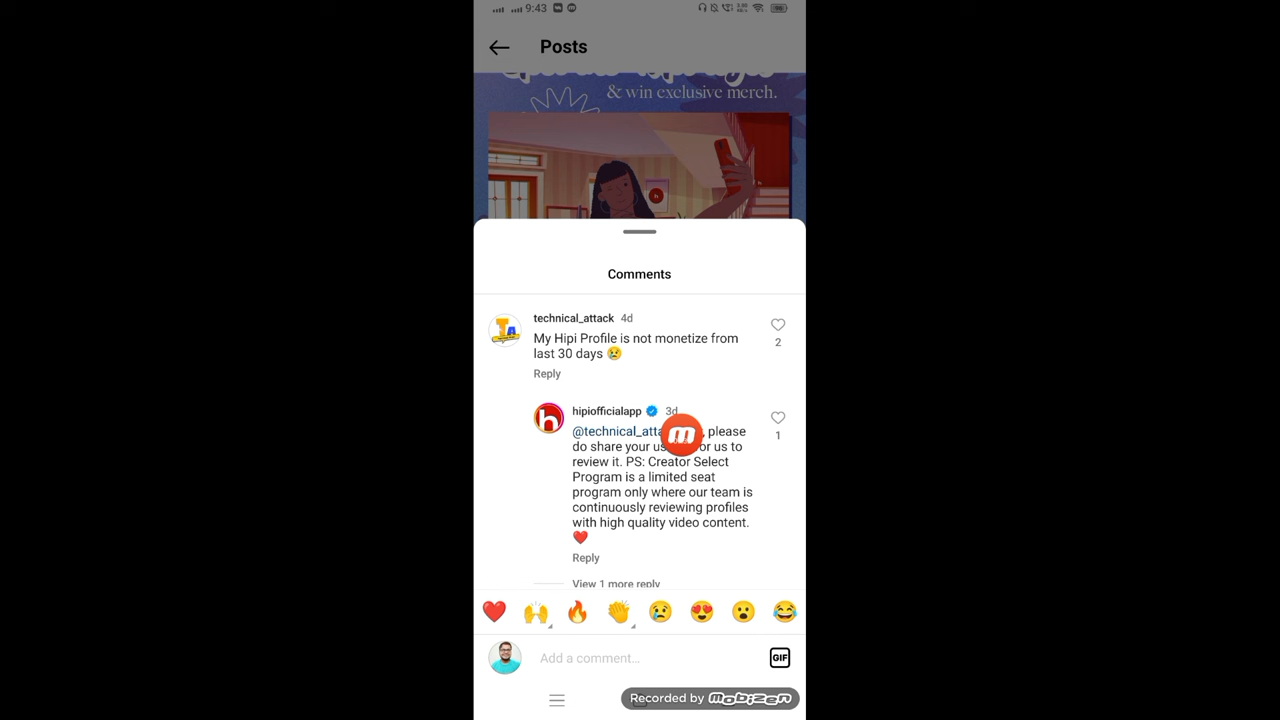 9:43
Posts
& win exclusive merch.
Comments
technical_attack 4d
My Hipi Profile is not monetize from
last 30 days 😢
2
Reply
hipiofficialapp 3d
@technical_atta , please
do share your us or us to
review it. PS: Creator Select
Program is a limited seat
program only where our team is
continuously reviewing profiles
with high quality video content.
❤️
1
Reply
View 1 more reply
Add a comment...
GIF
Recorded by mobizen